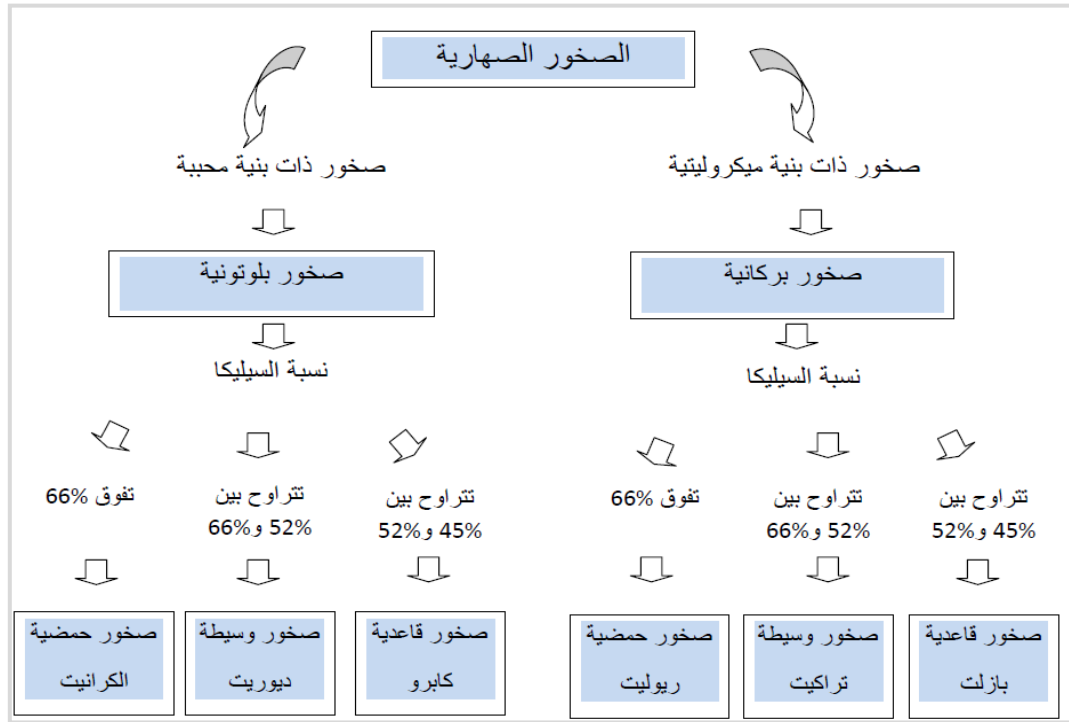 الصخور الصهارية
صخور ذات بنية ميكروليتية
صخور ذات بنية محببة
صخور بركانية
صخور بلوتونية
نسبة السيليكا
نسبة السيليكا
تتراوح بين
45% و52%
تتراوح بين
52% و66%
تفوق 66%
تتراوح بين
45% و52%
تتراوح بين
52% و66%
تفوق 66%
صخور قاعدية
بازلت
صخور وسيطة
تراكيت
صخور حمضية
ريوليت
صخور قاعدية
كابرو
صخور وسيطة
ديوريت
صخور حمضية
الكرانيت